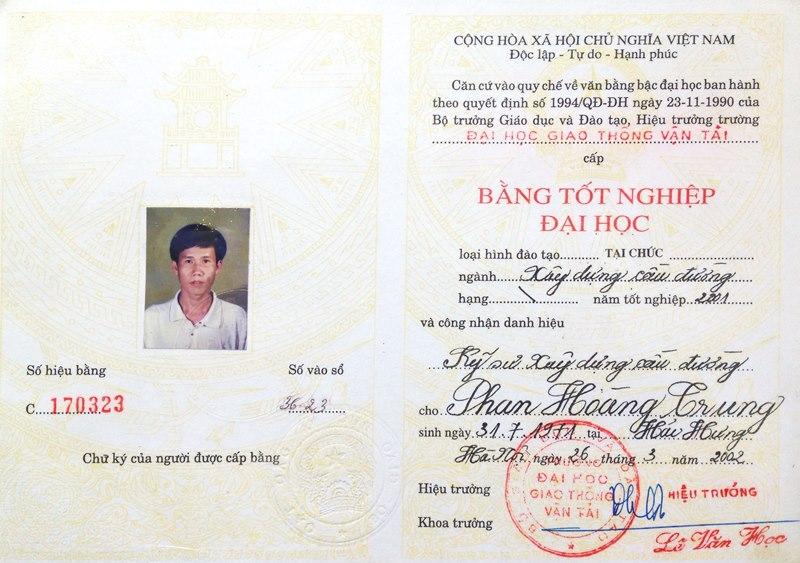 Số hiệu bằng
Số vào sổ
C......170323
36-23
Chữ ký của người được cấp bằng
CỘNG HÒA XÃ HỘI CHỦ NGHĨA VIỆT NAM
Độc lập - Tự do - Hạnh phúc
Căn cứ vào quy chế về văn bằng bậc đại học ban hành
theo quyết định số 1994/QĐ-ĐH ngày 23-11-1990 của
Bộ trưởng Giáo dục và Đào tạo, Hiệu trưởng trường
ĐẠI HỌC GIAO THÔNG VẬN TẢI
cấp
BẰNG TỐT NGHIỆP
ĐẠI HỌC
loại hình đào tạo.......... TẠI CHỨC
ngành Xây dựng cầu đường
hạng.................. năm tốt nghiệp 2001
và công nhận danh hiệu
Kỹ sư Xây dựng cầu đường
cho Phan Hoàng Trung
sinh ngày 31.7.1971 tại Hải Hưng
Hà Nội ngày 26 tháng 3 năm 2002
Hiệu trưởng
TRƯỜNG
ĐẠI HỌC
GIAO THÔNG
VẬN TẢI
HIỆU TRƯỞNG
Khoa trưởng
Lê Văn Học